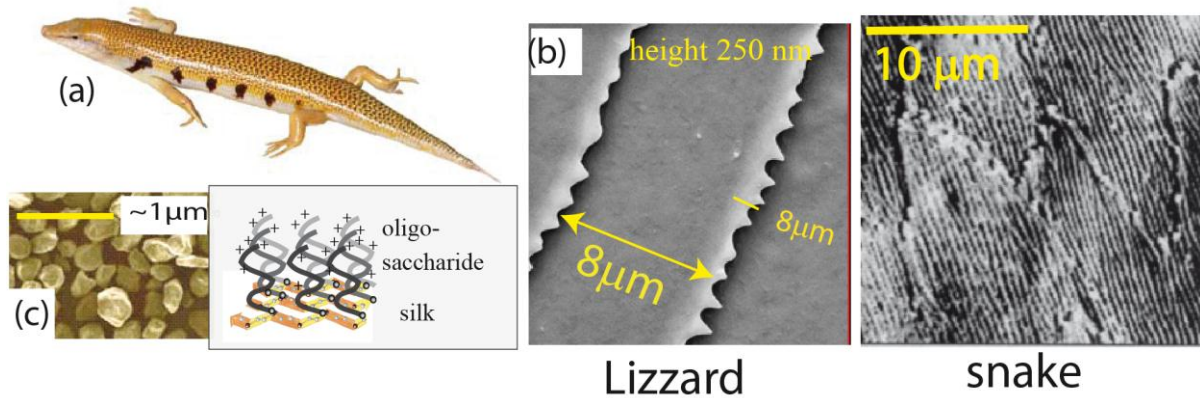 (a)
(b)
height 250 nm
8µm
8µm
Lizzard
10 µm
snake
(c)
~1µm
+ + + + + + + + + + + +
oligo-
saccharide
silk